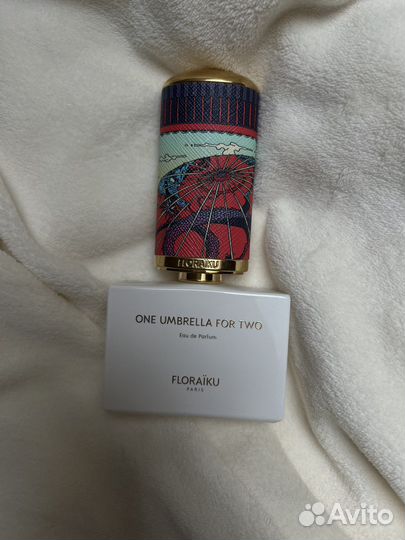 FLORAÏKU
ONE UMBRELLA FOR TWO
Eau de Parfum
FLORAÏKU
PARIS
Avito